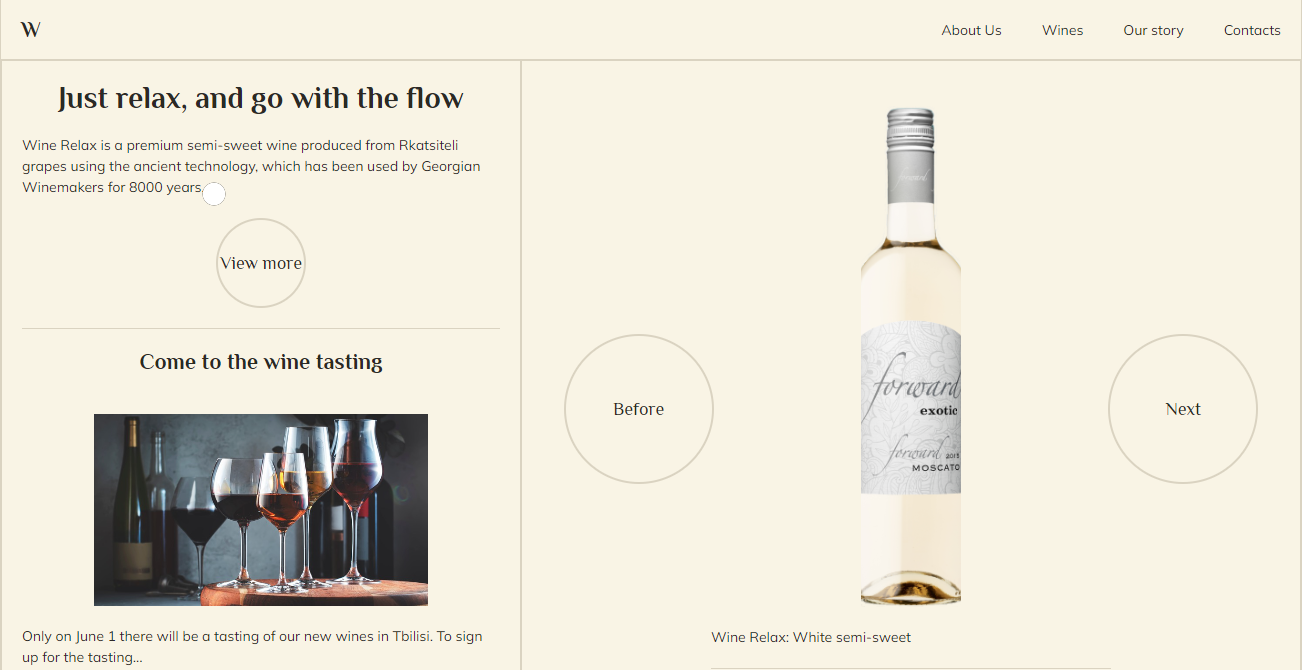 W
About Us
Wines
Our story
Contacts
Just relax, and go with the flow
Wine Relax is a premium semi-sweet wine produced from Rkatsiteli
grapes using the ancient technology, which has been used by Georgian
Winemakers for 8000 years
View more
Come to the wine tasting
Only on June 1 there will be a tasting of our new wines in Tbilisi. To sign
up for the tasting...
Before
forward
forward
exotic
forward 2015
MOSCATO
Next
Wine Relax: White semi-sweet